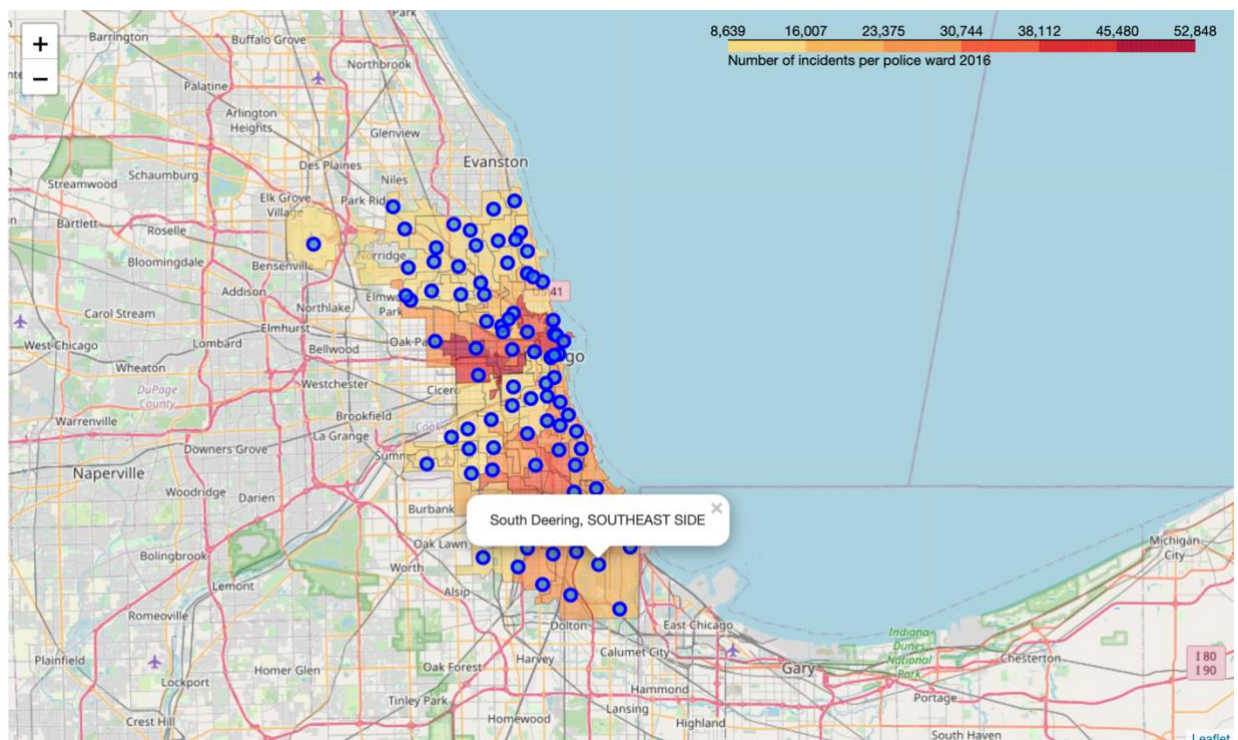 +
−
8,639 16,007 23,375 30,744 38,112 45,480 52,848
Number of incidents per police ward 2016
Park
Barrington
Buffalo Grove
Northbrook
Palatine
Arlington
Heights
Glenview
Evanston
Des Plaines
Niles
Schaumburg
Streamwood
Elk Grove
Village
Park Rid
Bartlett
Roselle
Norridge
Bloomingdale
Bensenville
Addison
Elmw
Park
41
Northlake
Carol Stream
Elmhurst
Oak Pa
West Chicago
Lombard
Bellwood
go
Wheaton
Westchester
DuPage
County
Cicero
Brookfield
Warrenville
La Grange
Downers Grove
Summ
Naperville
Woodridge
Darien
Burbank
South Deering, SOUTHEAST SIDE
×
Oak Lawn
Bolingbrook
Worth
Lemont
Alsip
Michigan
City
Romeoville
Dolton
East Chicago
Indiana
Dunes
National
Park
Plainfield
Homer Glen
Oak Forest
Harvey
Calumet City
Gary
Chesterton
I 80
I 90
Lockport
Tinley Park
Hammond
Portage
Crest Hill
Homewood
Lansing
Highland
South Haven
Leaflet